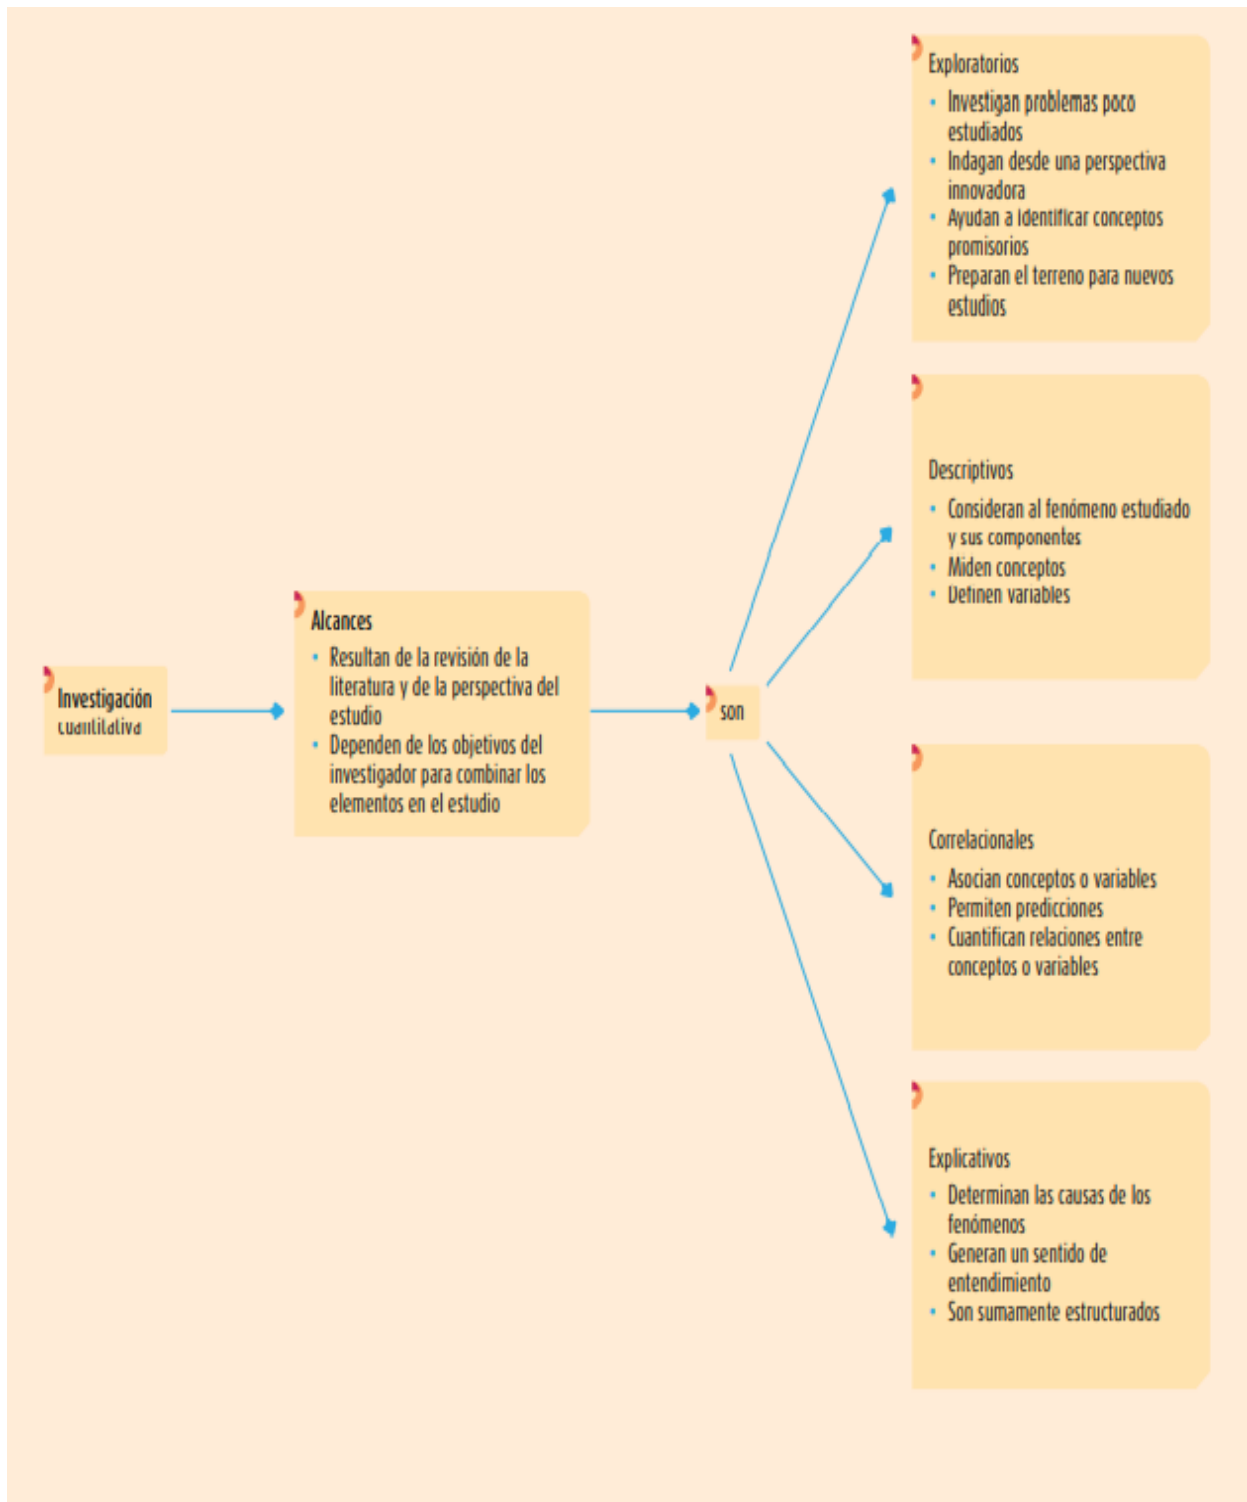 Investigación
cuantitativa
Alcances
• Resultan de la revisión de la
literatura y de la perspectiva del
estudio
• Dependen de los objetivos del
investigador para combinar los
elementos en el estudio
son
Exploratorios
• Investigan problemas poco
estudiados
• Indagan desde una perspectiva
innovadora
• Ayudan a identificar conceptos
promisorios
• Preparan el terreno para nuevos
estudios
Descriptivos
• Consideran al fenómeno estudiado
y sus componentes
• Miden conceptos
• Definen variables
Correlacionales
• Asocian conceptos o variables
• Permiten predicciones
• Cuantifican relaciones entre
conceptos o variables
Explicativos
• Determinan las causas de los
fenómenos
• Generan un sentido de
entendimiento
• Son sumamente estructurados